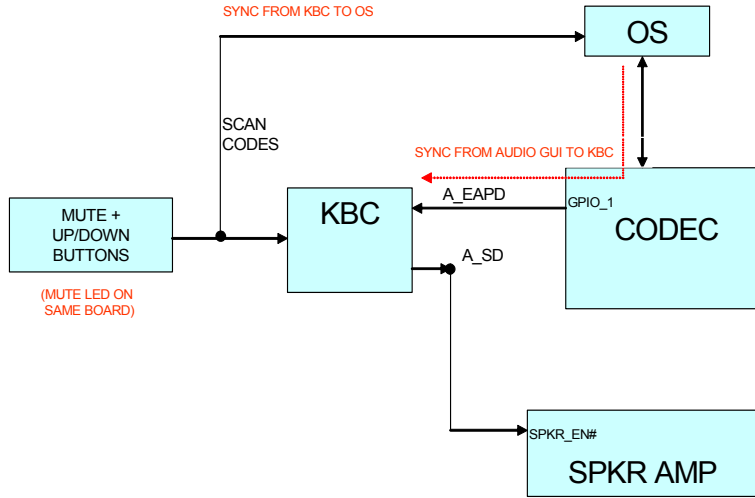 SYNC FROM KBC TO OS
OS
SCAN
CODES
SYNC FROM AUDIO GUI TO KBC
MUTE +
UP/DOWN
BUTTONS
(MUTE LED ON
SAME BOARD)
KBC
A_EAPD
GPIO_1
CODEC
A_SD
SPKR_EN#
SPKR AMP